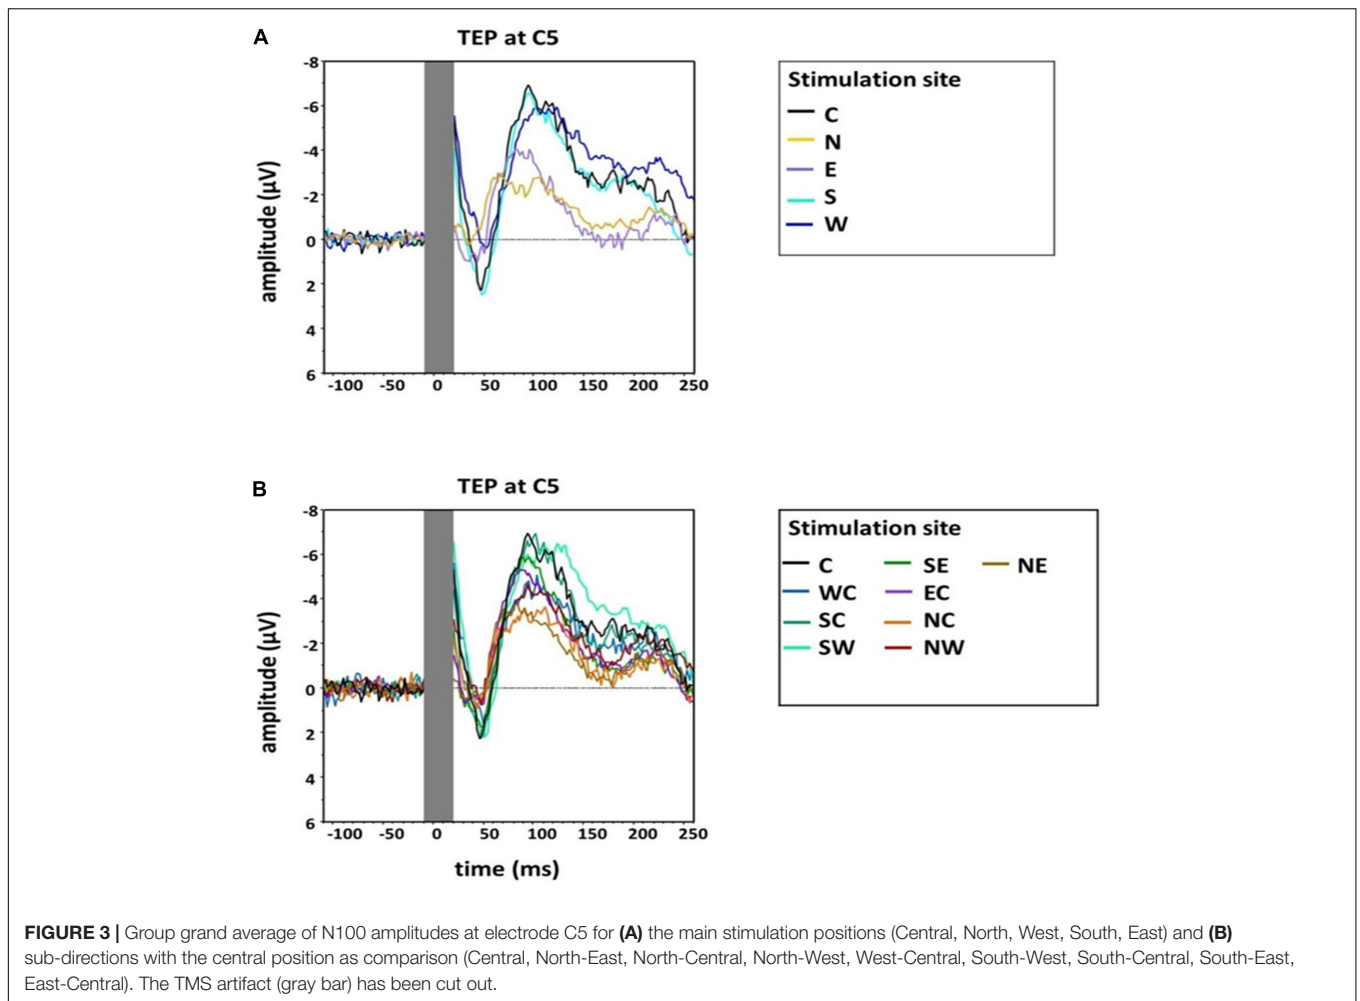 A
TEP at C5
-8
-6
-4
-2
0
2
4
6
amplitude (µV)
-100 -50 0 50 100 150 200 250
Stimulation site
C
N
E
S
W
B
TEP at C5
-8
-6
-4
-2
0
2
4
6
amplitude (µV)
-100 -50 0 50 100 150 200 250
time (ms)
Stimulation site
C SE NE
WC EC
SC NC
SW NW
FIGURE 3 | Group grand average of N100 amplitudes at electrode C5 for (A) the main stimulation positions (Central, North, West, South, East) and (B)
sub-directions with the central position as comparison (Central, North-East, North-Central, North-West, West-Central, South-West, South-Central, South-East,
East-Central). The TMS artifact (gray bar) has been cut out.